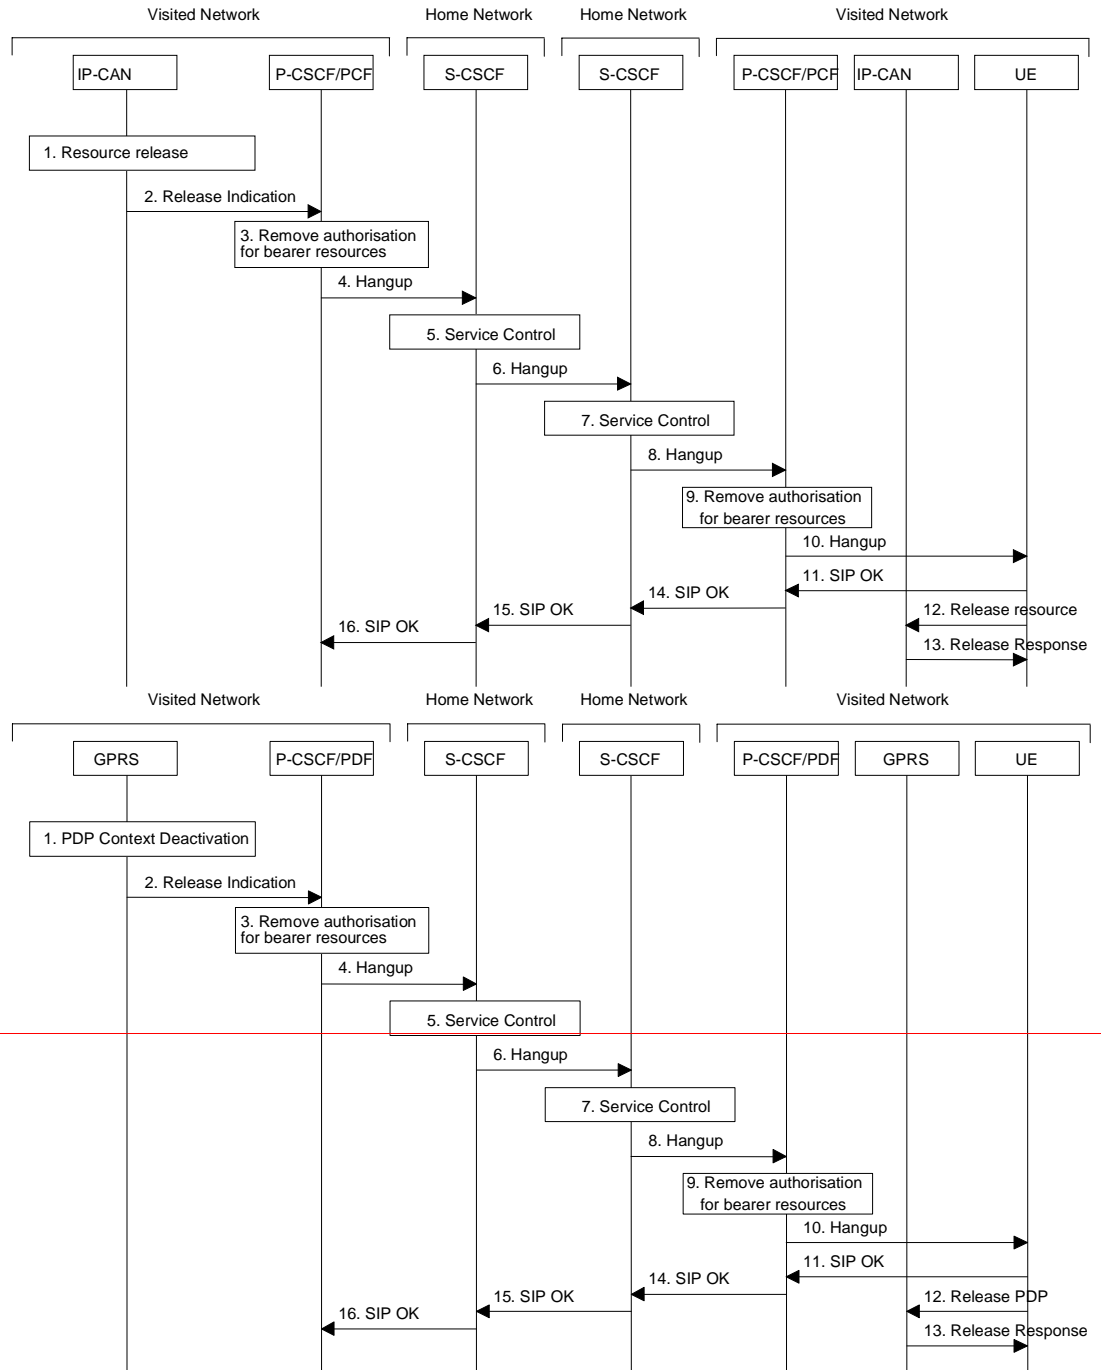 Visited Network Home Network Home Network Visited Network
IP-CAN P-CSCF/PCF S-CSCF S-CSCF P-CSCF/PCF IP-CAN UE
1. Resource release
2. Release Indication
3. Remove authorisation
for bearer resources
4. Hangup
5. Service Control
6. Hangup
7. Service Control
8. Hangup
9. Remove authorisation
for bearer resources
10. Hangup
11. SIP OK
14. SIP OK
15. SIP OK
12. Release resource
16. SIP OK
13. Release Response
Visited Network Home Network Home Network Visited Network
GPRS P-CSCF/PDF S-CSCF S-CSCF P-CSCF/PDF GPRS UE
1. PDP Context Deactivation
2. Release Indication
3. Remove authorisation
for bearer resources
4. Hangup
5. Service Control
6. Hangup
7. Service Control
8. Hangup
9. Remove authorisation
for bearer resources
10. Hangup
11. SIP OK
14. SIP OK
15. SIP OK
12. Release PDP
16. SIP OK
13. Release Response